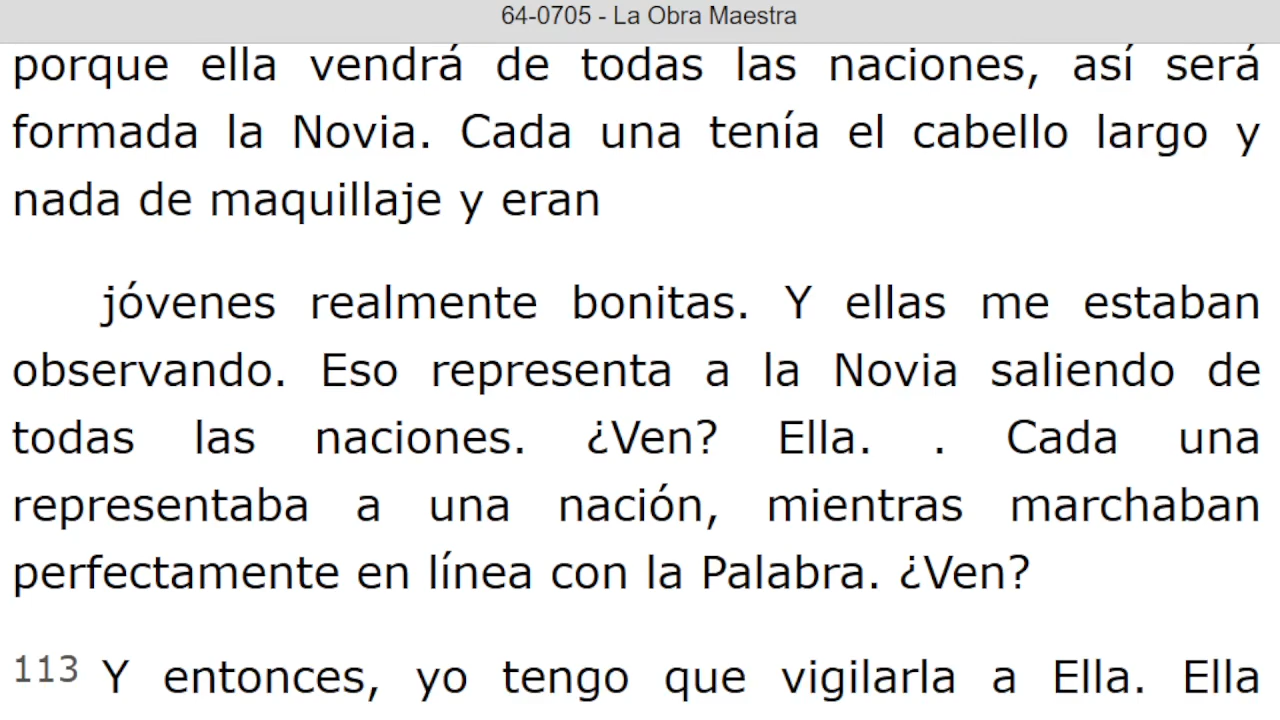 64-0705 - La Obra Maestra
porque ella vendrá de todas las naciones, así será
formada la Novia. Cada una tenía el cabello largo y
nada de maquillaje y eran
jóvenes realmente bonitas. Y ellas me estaban
observando. Eso representa a la Novia saliendo de
todas las naciones. ¿Ven? Ella. . Cada una
representaba a una nación, mientras marchaban
perfectamente en línea con la Palabra. ¿Ven?
113 Y entonces, yo tengo que vigilarla a Ella. Ella